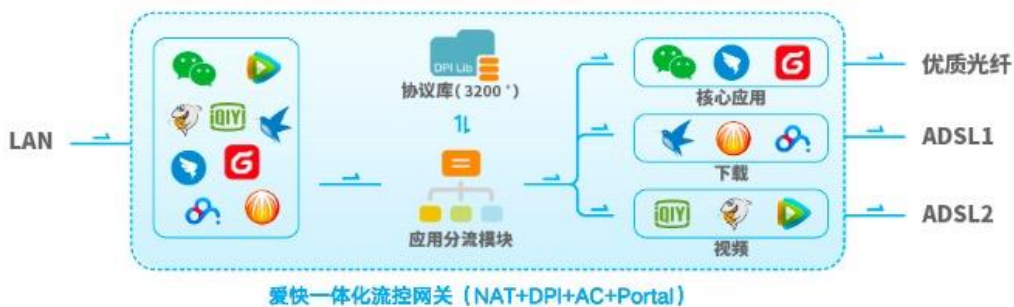 DPI Lib
协议库(3200+)
优质光纤
核心应用
iQIY
LAN
ADSL1
下载
应用分流模块
iQIY
视频
ADSL2
爱快一体化流控网关（NAT+DPI+AC+Portal）